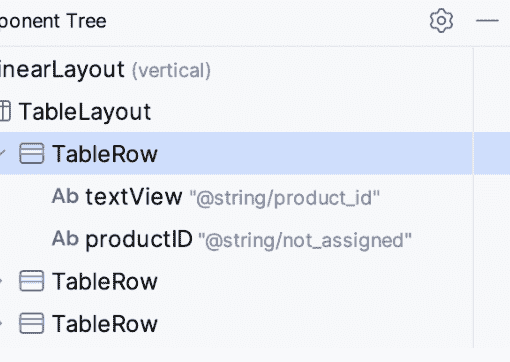 ponent Tree
inearLayout (vertical)
TableLayout
TableRow
Ab textView "@string/product_id"
Ab productID "@string/not_assigned"
TableRow
TableRow